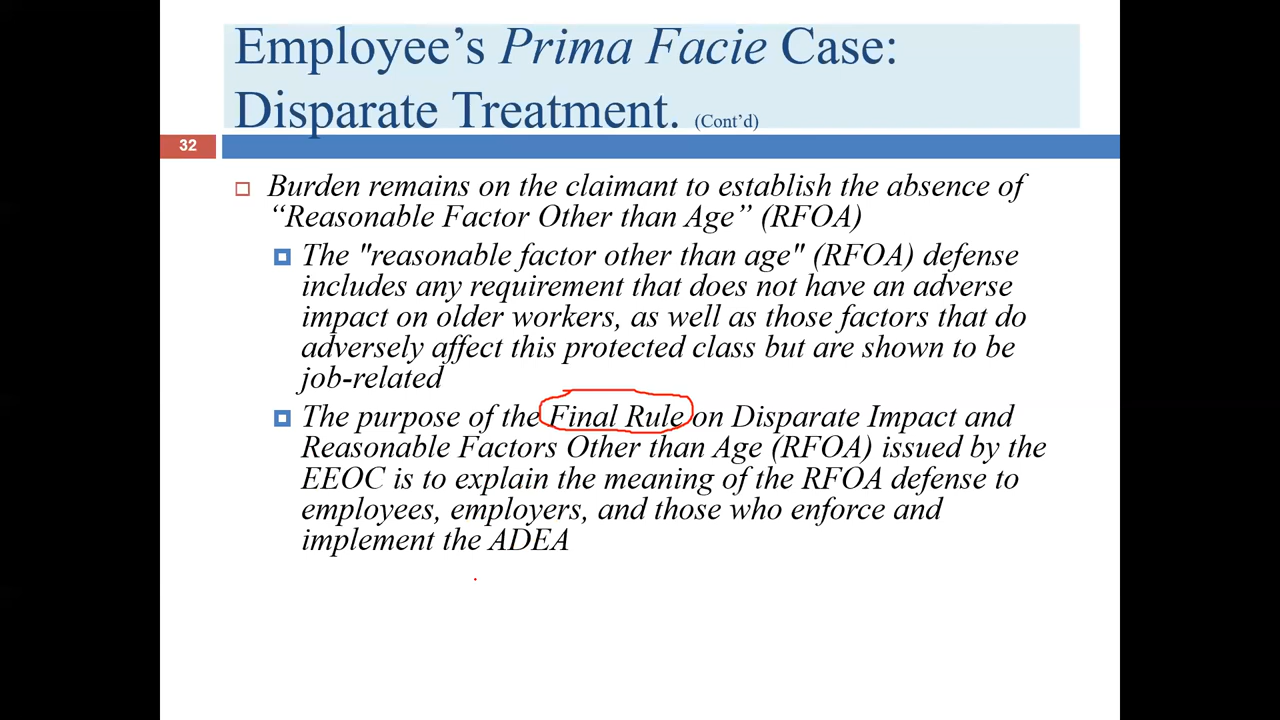 Employee’s Prima Facie Case:
Disparate Treatment. (Cont’d)
32
Burden remains on the claimant to establish the absence of
“Reasonable Factor Other than Age” (RFOA)
The "reasonable factor other than age" (RFOA) defense
includes any requirement that does not have an adverse
impact on older workers, as well as those factors that do
adversely affect this protected class but are shown to be
job-related
The purpose of the Final Rule on Disparate Impact and
Reasonable Factors Other than Age (RFOA) issued by the
EEOC is to explain the meaning of the RFOA defense to
employees, employers, and those who enforce and
implement the ADEA